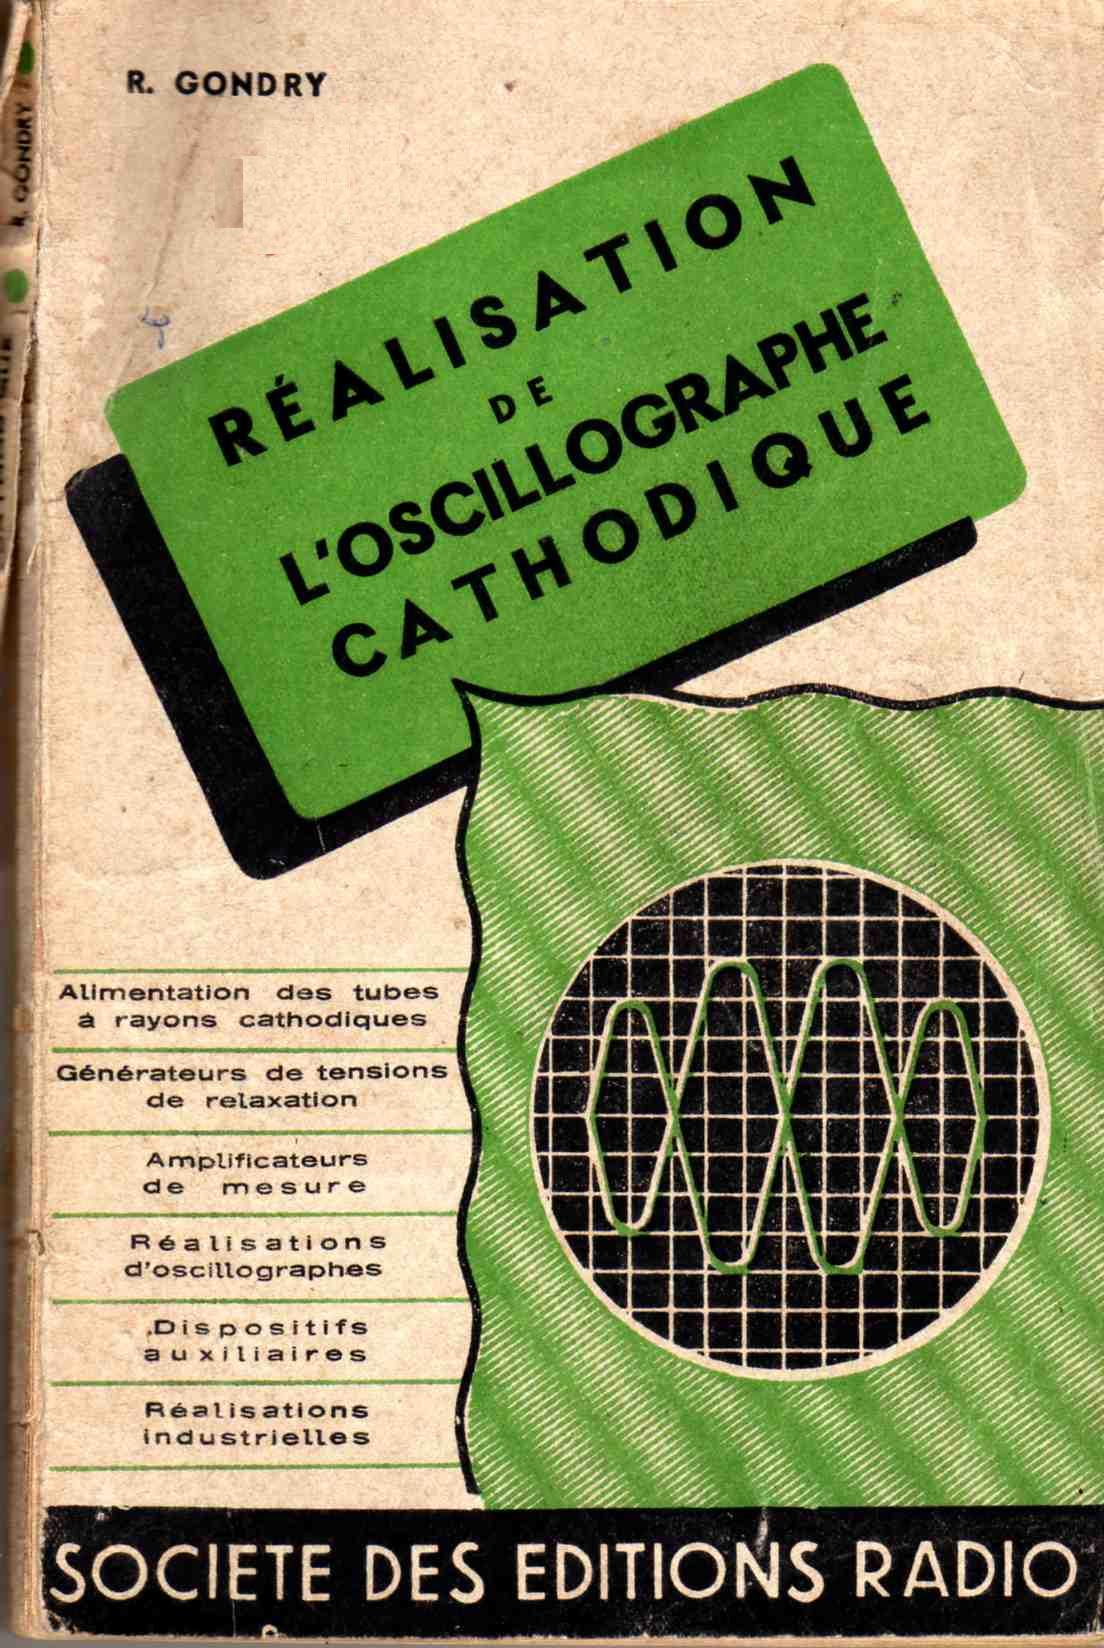 R. GONDRY
RÉALISATION
DE
L'OSCILLOGRAPHE
CATHODIQUE
Alimentation des tubes
à rayons cathodiques
Générateurs de tensions
de relaxation
Amplificateurs
de mesure
Réalisations
d'oscillographes
Dispositifs
auxiliaires
Réalisations
industrielles
SOCIETE DES EDITIONS RADIO
R. GONDRY